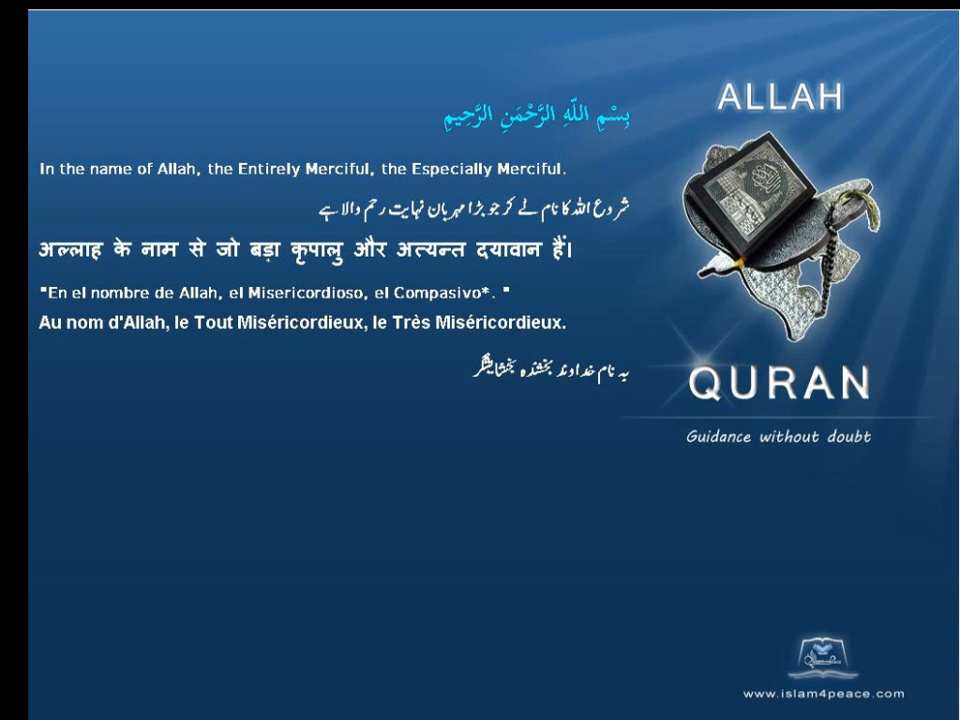 بِسْمِ اللّهِ الرَّحْمَنِ الرَّحِيمِ
In the name of Allah, the Entirely Merciful, the Especially Merciful.
شروع الله کا نام لے کر جو بڑا مہربان نہایت رحم والا ہے
अल्लाह के नाम से जो बड़ा कृपालु और अत्यन्त दयावान हैं।
"En el nombre de Allah, el Misericordioso, el Compasivo*. "
Au nom d'Allah, le Tout Miséricordieux, le Très Miséricordieux.
به نام خداوند بخشنده بخشایشگر
ALLAH
QURAN
Guidance without doubt
www.islam4peace.com